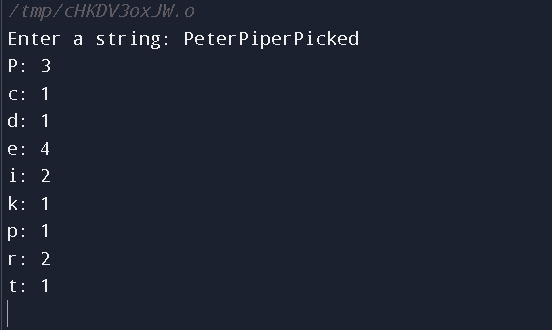 /tmp/cHKDV3oxJW.o
Enter a string: PeterPiperPicked
P: 3
c: 1
d: 1
e: 4
i: 2
k: 1
p: 1
r: 2
t: 1